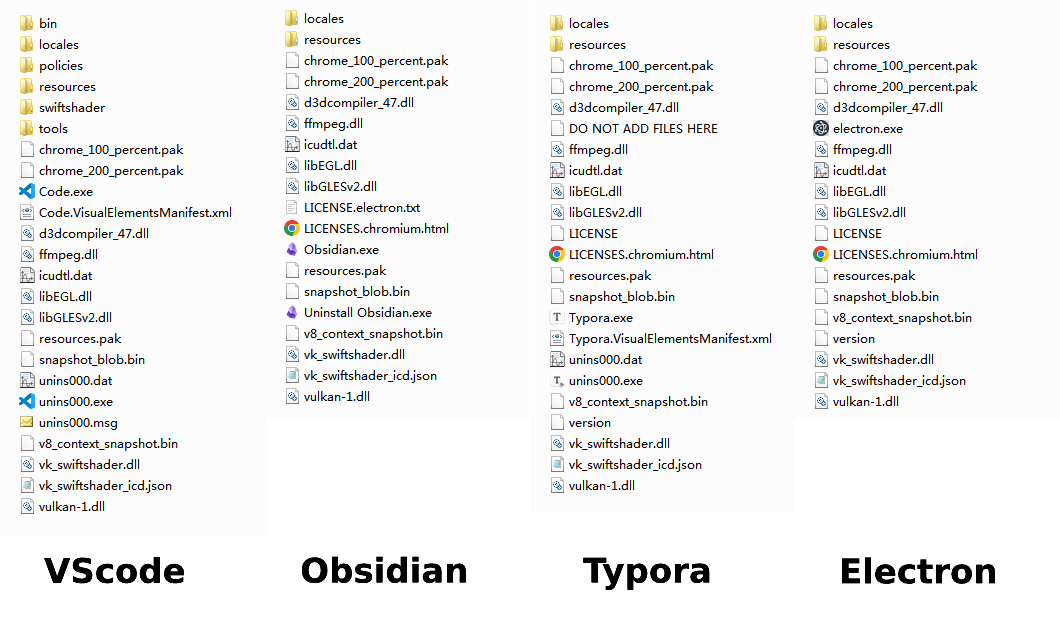 bin
locales
policies
resources
swiftshader
tools
chrome_100_percent.pak
chrome_200_percent.pak
Code.exe
Code.VisualElementsManifest.xml
d3dcompiler_47.dll
ffmpeg.dll
icudtl.dat
libEGL.dll
libGLESv2.dll
resources.pak
snapshot_blob.bin
unins000.dat
unins000.exe
unins000.msg
v8_context_snapshot.bin
vk_swiftshader.dll
vk_swiftshader_icd.json
vulkan-1.dll
VScode
locales
resources
chrome_100_percent.pak
chrome_200_percent.pak
d3dcompiler_47.dll
ffmpeg.dll
icudtl.dat
libEGL.dll
libGLESv2.dll
LICENSE.electron.txt
LICENSES.chromium.html
Obsidian.exe
resources.pak
snapshot_blob.bin
Uninstall Obsidian.exe
v8_context_snapshot.bin
vk_swiftshader.dll
vk_swiftshader_icd.json
vulkan-1.dll
Obsidian
locales
resources
chrome_100_percent.pak
chrome_200_percent.pak
d3dcompiler_47.dll
DO NOT ADD FILES HERE
ffmpeg.dll
icudtl.dat
libEGL.dll
libGLESv2.dll
LICENSE
LICENSES.chromium.html
resources.pak
snapshot_blob.bin
Typora.exe
Typora.VisualElementsManifest.xml
unins000.dat
unins000.exe
v8_context_snapshot.bin
version
vk_swiftshader.dll
vk_swiftshader_icd.json
vulkan-1.dll
Typora
locales
resources
chrome_100_percent.pak
chrome_200_percent.pak
d3dcompiler_47.dll
electron.exe
ffmpeg.dll
icudtl.dat
libEGL.dll
libGLESv2.dll
LICENSE
LICENSES.chromium.html
resources.pak
snapshot_blob.bin
v8_context_snapshot.bin
version
vk_swiftshader.dll
vk_swiftshader_icd.json
vulkan-1.dll
Electron